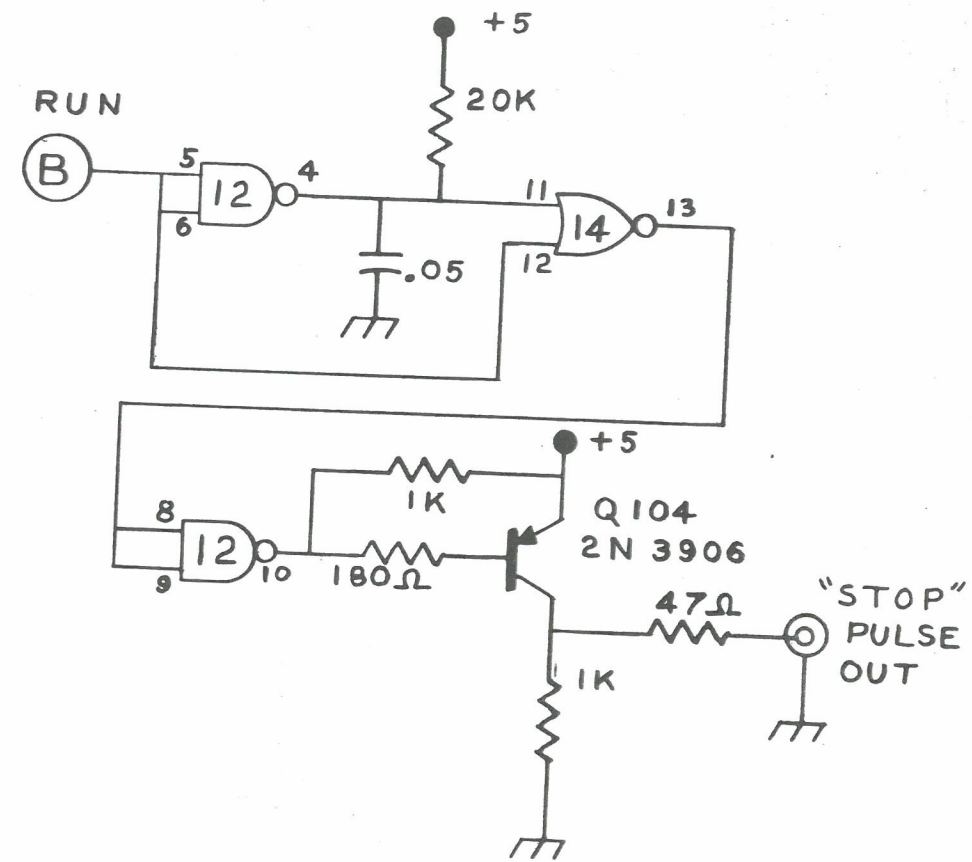 +5
RUN
20K
B
5
12
4
6
11
14
13
12
.05
+5
1K
8
12
10
9
180Ω
Q104
2N 3906
47Ω
"STOP"
PULSE
OUT
1K